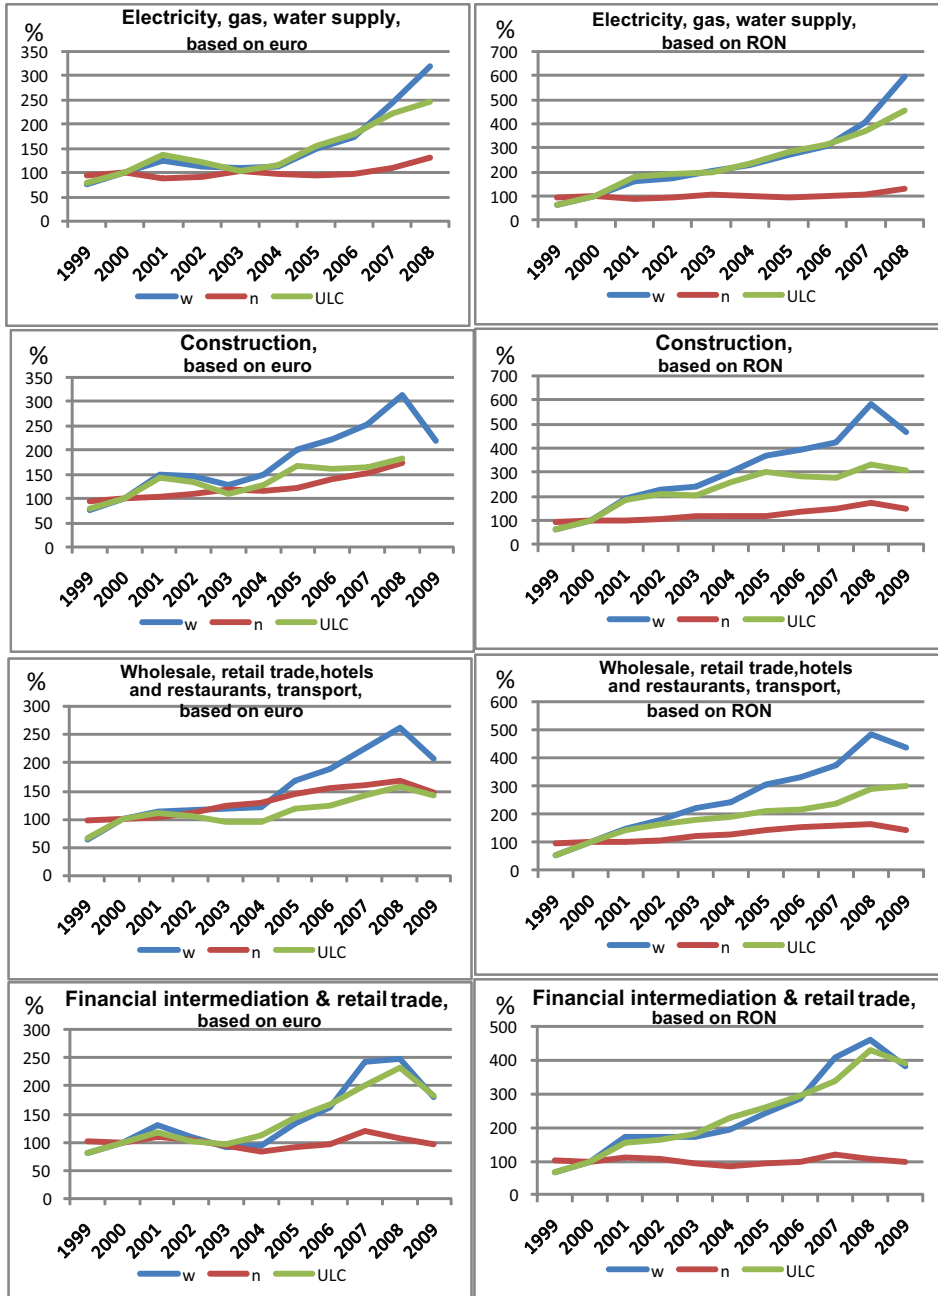 Electricity, gas, water supply,
based on euro
%
350
300
250
200
150
100
50
0
1999 2000 2001 2002 2003 2004 2005 2006 2007 2008
w n ULC
Electricity, gas, water supply,
based on RON
%
700
600
500
400
300
200
100
0
1999 2000 2001 2002 2003 2004 2005 2006 2007 2008
w n ULC
Construction,
based on euro
%
350
300
250
200
150
100
50
0
1999 2000 2001 2002 2003 2004 2005 2006 2007 2008 2009
w n ULC
Construction,
based on RON
%
700
600
500
400
300
200
100
0
1999 2000 2001 2002 2003 2004 2005 2006 2007 2008 2009
w n ULC
Wholesale, retail trade,hotels
and restaurants, transport,
based on euro
%
300
250
200
150
100
50
0
1999 2000 2001 2002 2003 2004 2005 2006 2007 2008 2009
w n ULC
Wholesale, retail trade,hotels
and restaurants, transport,
based on RON
%
600
500
400
300
200
100
0
1999 2000 2001 2002 2003 2004 2005 2006 2007 2008 2009
w n ULC
Financial intermediation & retail trade,
based on euro
%
300
250
200
150
100
50
0
1999 2000 2001 2002 2003 2004 2005 2006 2007 2008 2009
w n ULC
Financial intermediation & retail trade,
based on RON
%
500
400
300
200
100
0
1999 2000 2001 2002 2003 2004 2005 2006 2007 2008 2009
w n ULC